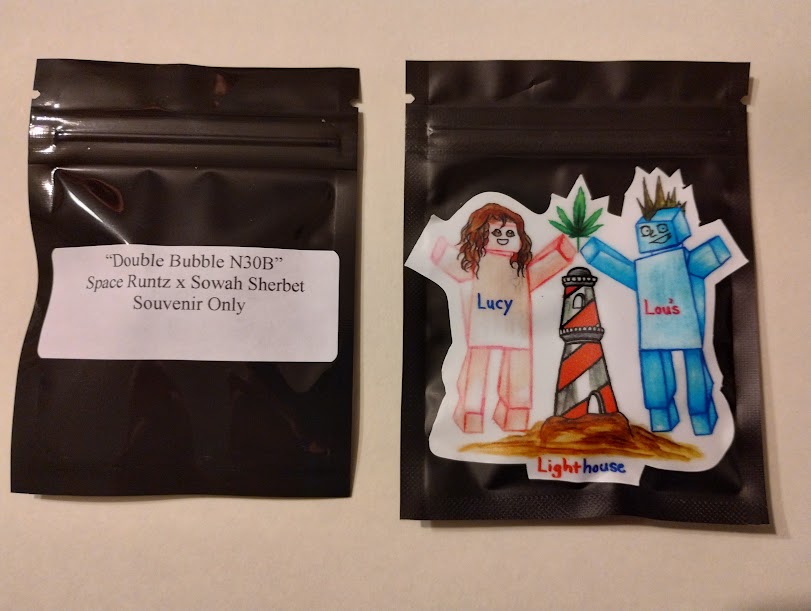 “Double Bubble N30B”
Space Runtz x Sowah Sherbet
Souvenir Only
Lucy
Lou's
Lighthouse